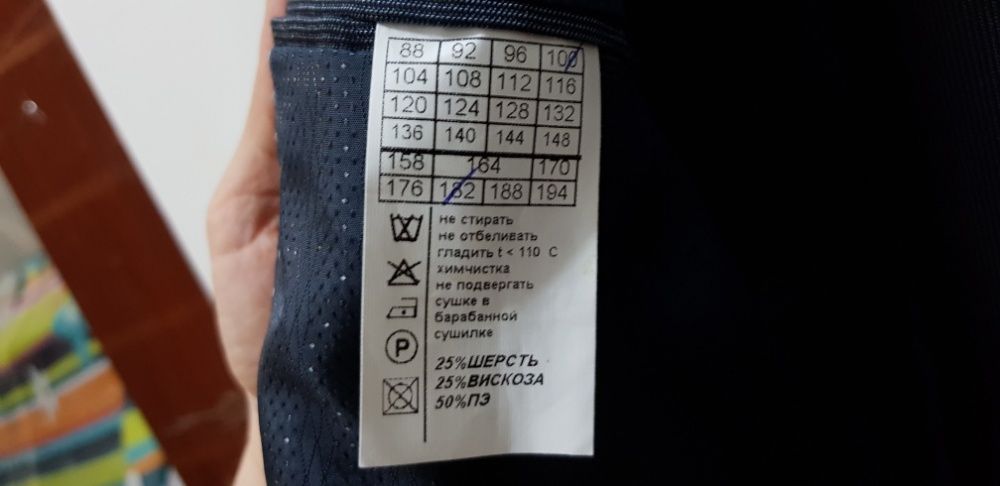 88 92 96 100
104 108 112 116
120 124 128 132
136 140 144 148
158 164 170
176 182 188 194
не стирать
не отбеливать
гладить t < 110 С
химчистка
не подвергать
сушке в
барабанной
сушилке
P
25%ШЕРСТЬ
25%ВИСКОЗА
50%ПЭ